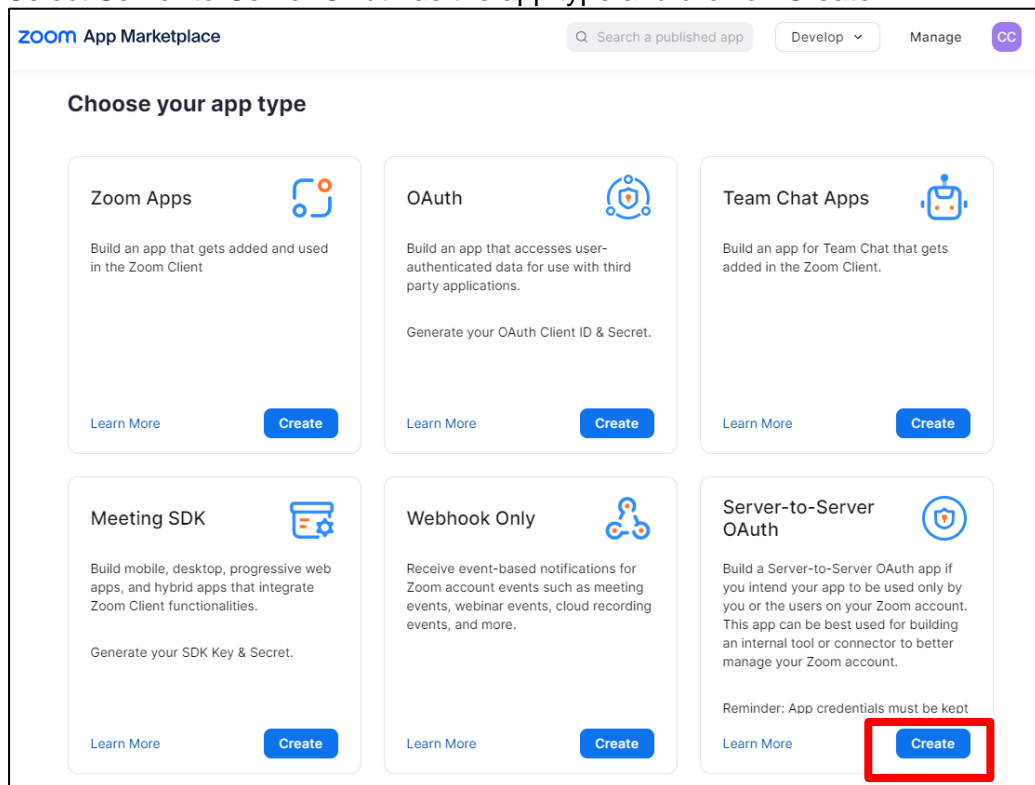 zoom App Marketplace
Search a published app
Develop
Manage
CC
Choose your app type
Zoom Apps
Build an app that gets added and used
in the Zoom Client
Learn More
Create
OAuth
Build an app that accesses user-
authenticated data for use with third
party applications.
Generate your OAuth Client ID & Secret.
Learn More
Create
Team Chat Apps
Build an app for Team Chat that gets
added in the Zoom Client.
Learn More
Create
Meeting SDK
Build mobile, desktop, progressive web
apps, and hybrid apps that integrate
Zoom Client functionalities.
Generate your SDK Key & Secret.
Learn More
Create
Webhook Only
Receive event-based notifications for
Zoom account events such as meeting
events, webinar events, cloud recording
events, and more.
Learn More
Create
Server-to-Server
OAuth
Build a Server-to-Server OAuth app if
you intend your app to be used only by
you or the users on your Zoom account.
This app can be best used for building
an internal tool or connector to better
manage your Zoom account.
Reminder: App credentials must be kept
Learn More
Create